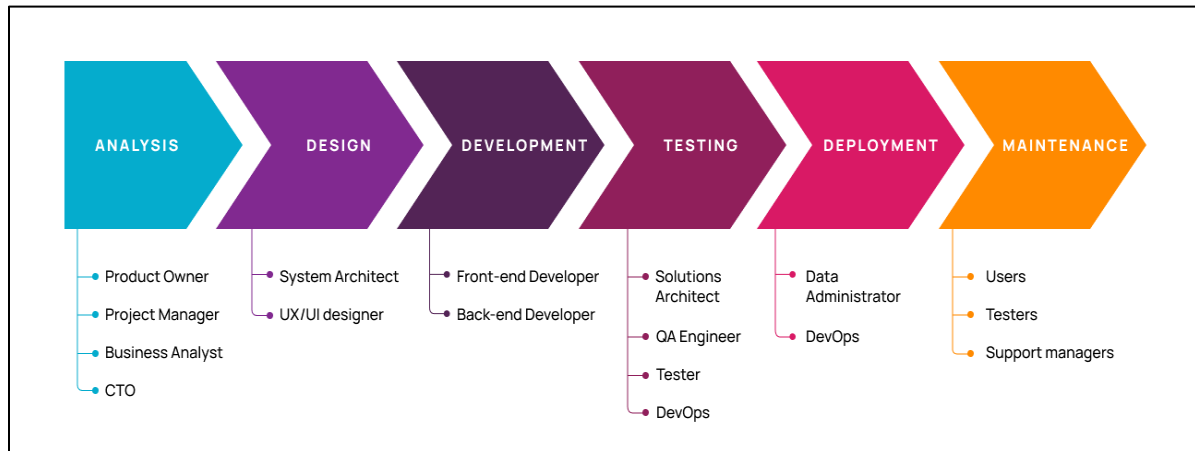 ANALYSIS
DESIGN
DEVELOPMENT
TESTING
DEPLOYMENT
MAINTENANCE
Product Owner
Project Manager
Business Analyst
CTO
System Architect
UX/UI designer
Front-end Developer
Back-end Developer
Solutions
Architect
QA Engineer
Tester
DevOps
Data
Administrator
DevOps
Users
Testers
Support managers